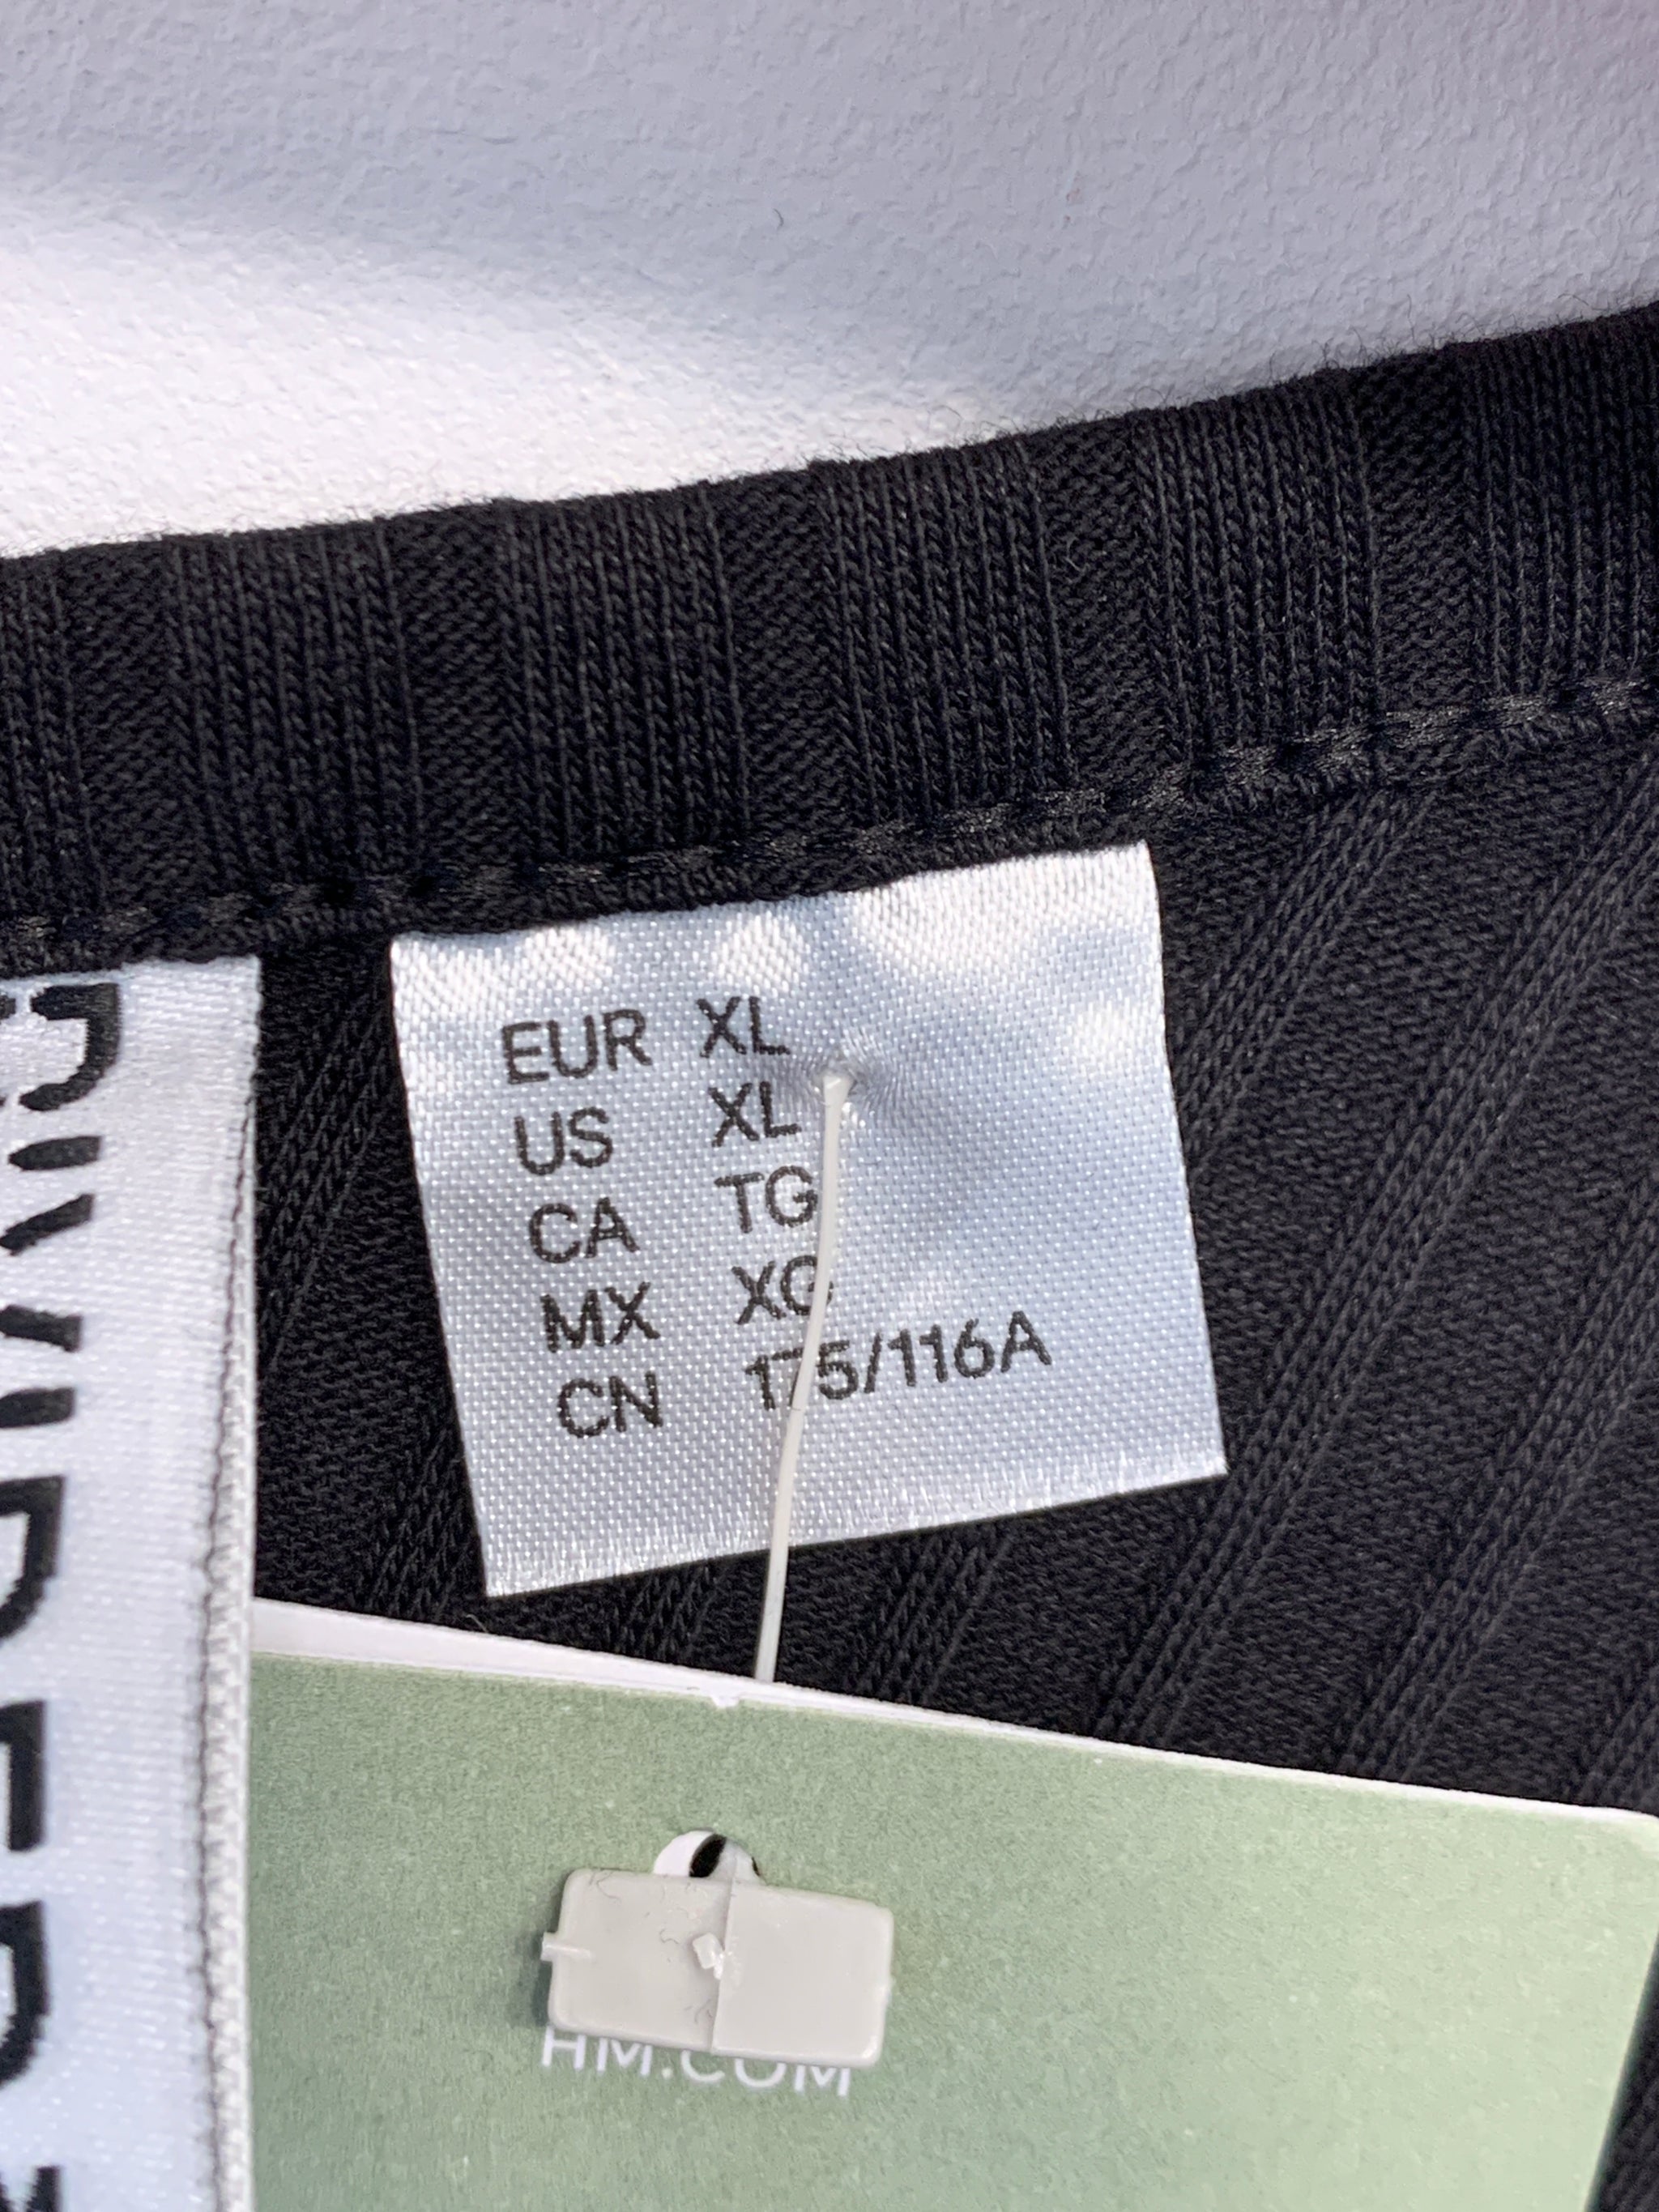 EUR XL
US XL
CA TG
MX XG
CN 175/116A
HM.COM